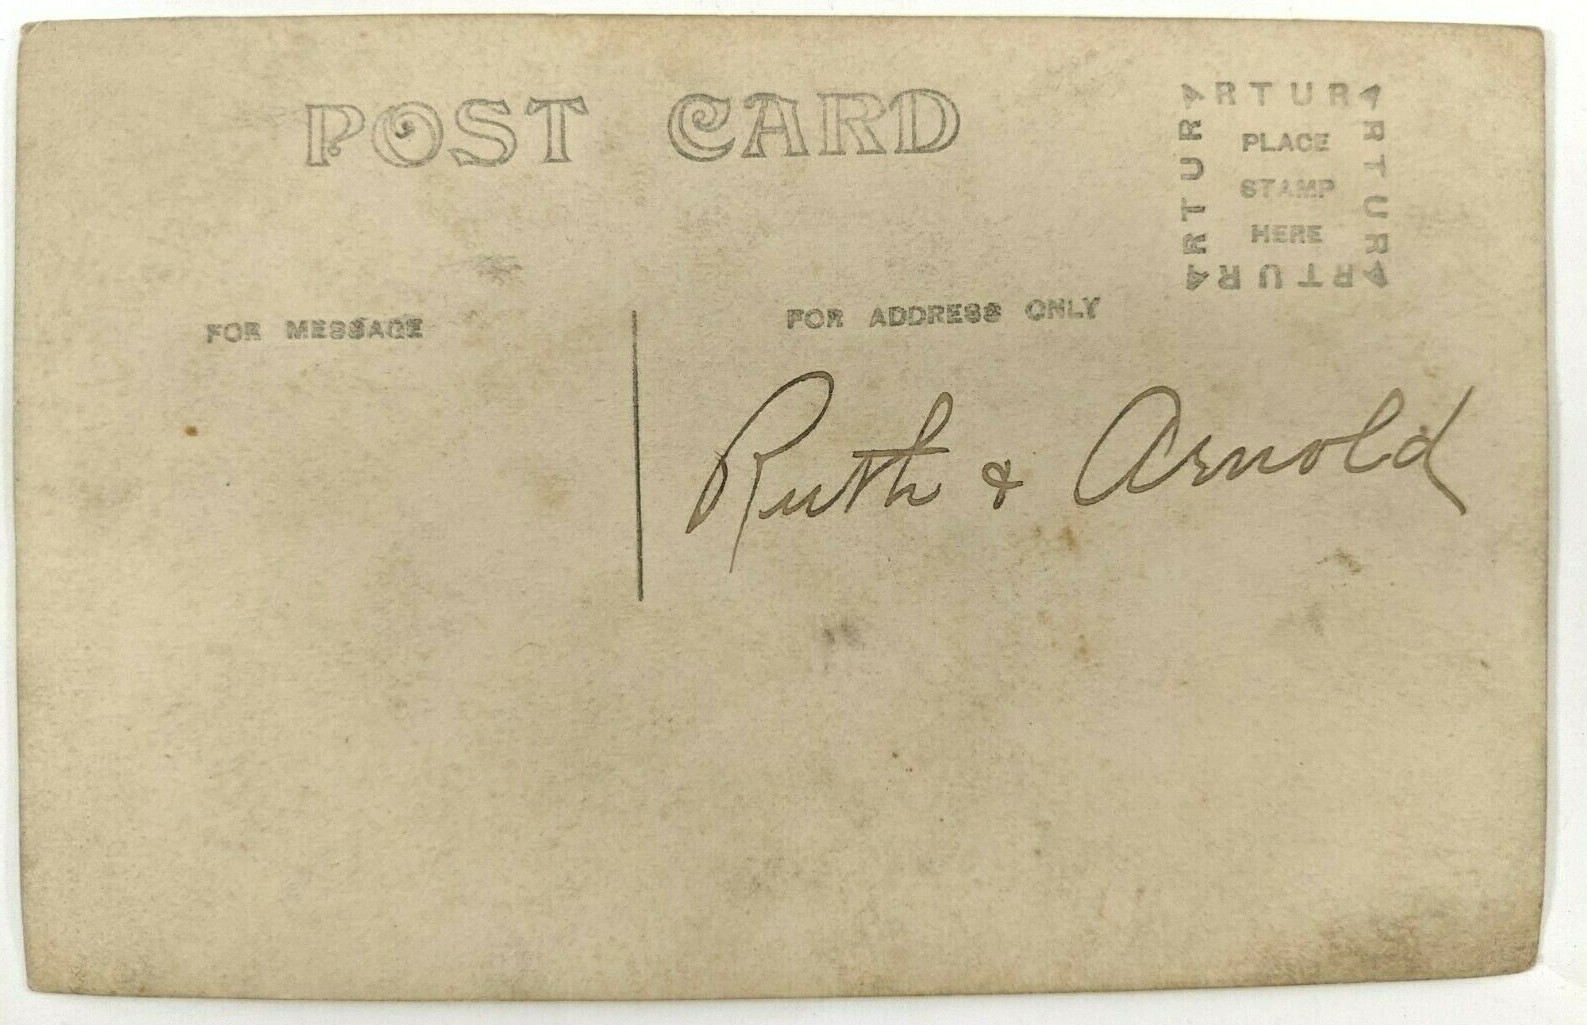 POST CARD
ARTURA
PLACE
STAMP
HERE
ARTURA
ARTURA
ARTURA
FOR MESSAGE
FOR ADDRESS ONLY
Ruth & Arnold